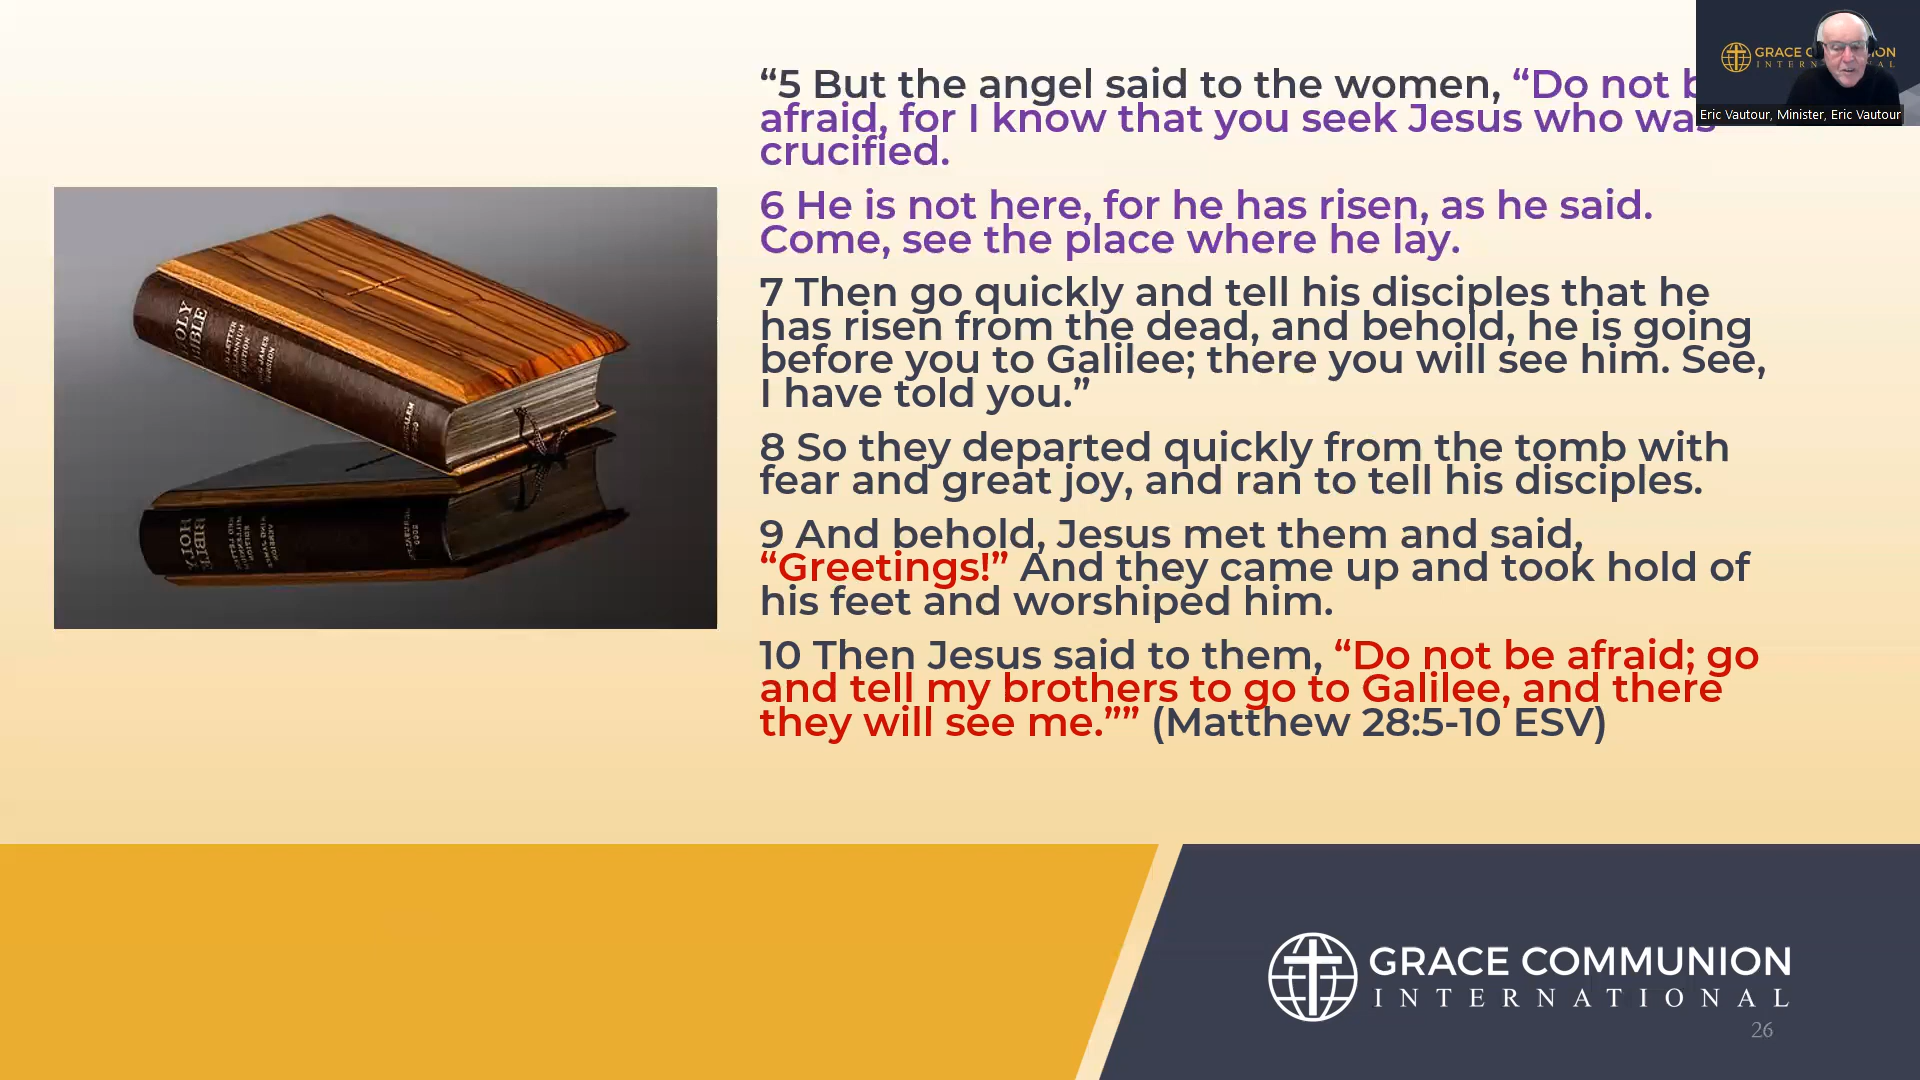 “5 But the angel said to the women, “Do not b
afraid, for I know that you seek Jesus who was
crucified.
6 He is not here, for he has risen, as he said.
Come, see the place where he lay.
7 Then go quickly and tell his disciples that he
has risen from the dead, and behold, he is going
before you to Galilee; there you will see him. See,
I have told you.”
8 So they departed quickly from the tomb with
fear and great joy, and ran to tell his disciples.
9 And behold, Jesus met them and said,
“Greetings!” And they came up and took hold of
his feet and worshiped him.
10 Then Jesus said to them, “Do not be afraid; go
and tell my brothers to go to Galilee, and there
they will see me.”” (Matthew 28:5-10 ESV)
GRACE
INTERNATIONAL
Eric Vautour, Minister, Eric Vautour
GRACE COMMUNION
INTERNATIONAL
26